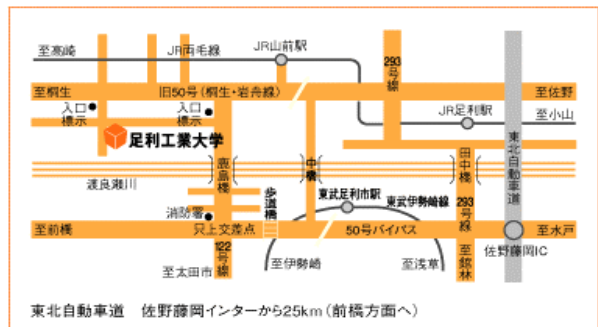 至高崎
JR両毛線
JR山前駅
293号線
至桐生
旧50号(桐生・岩舟線)
至佐野
入口標示
入口標示
JR足利駅
至小山
足利工業大学
東北自動車道
鹿島橋
中橋
田中橋
渡良瀬川
歩道橋
東武足利市駅
東武伊勢崎線
消防署
293号線
至前橋
只上交差点
50号バイパス
至水戸
122号線
佐野藤岡IC
至太田市
至伊勢崎
至浅草
至館林
東北自動車道 佐野藤岡インターから25km(前橋方面へ)